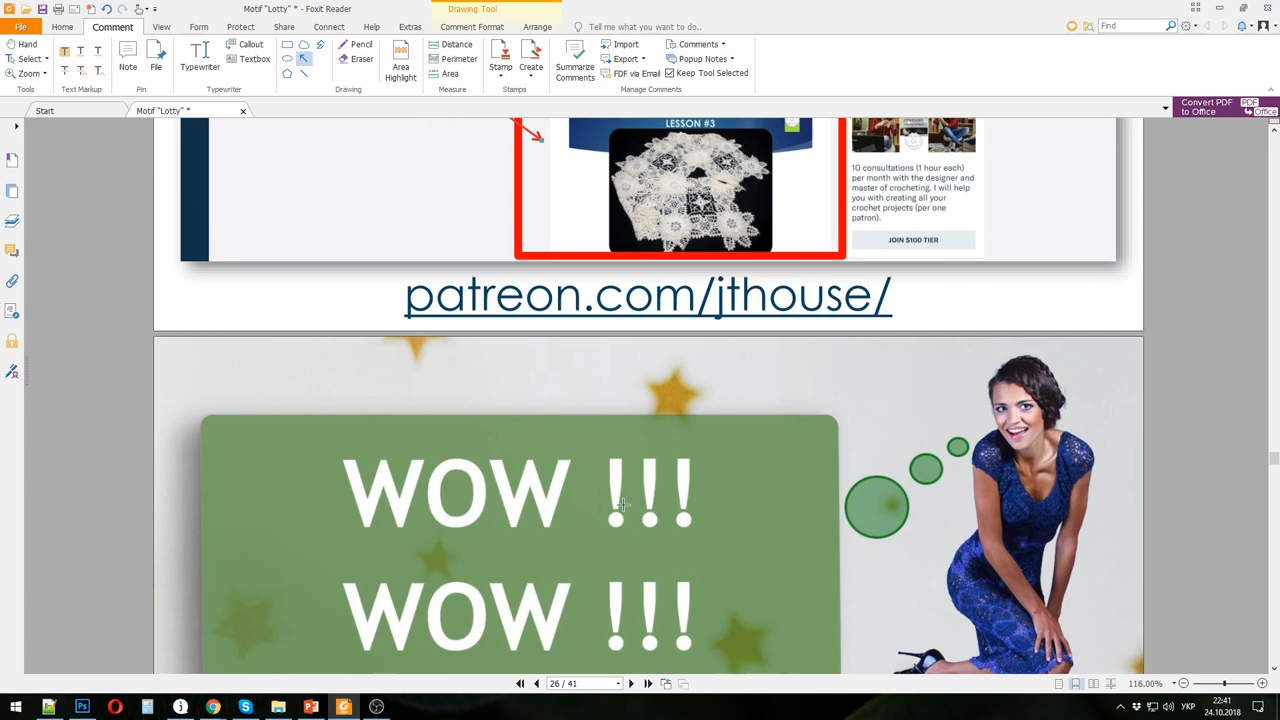 Motif "Lotty" * - Foxit Reader
Drawing Tool
File
Home
Comment
View
Form
Protect
Share
Connect
Help
Extras
Comment Format
Arrange
Tell me what you want to do..
Find
Hand
Select
Zoom
Tools
T T T
T T T
Text Markup
Note
File
Pin
Typewriter
Callout
Textbox
Typewriter
Pencil
Eraser
Drawing
Area
Highlight
Distance
Perimeter
Area
Measure
Stamp
Create
Stamps
Summarize
Comments
Import
Export
FDF via Email
Comments
Popup Notes
Keep Tool Selected
Manage Comments
Start
Motif "Lotty" *
Convert PDF
to Office
PDF
Office
LESSON #3
10 consultations (1 hour each)
per month with the designer and
master of crocheting. I will help
you with creating all your
crochet projects (per one
patron).
JOIN $100 TIER
patreon.com/jthouse/
WOW !!!
WOW !!!
26 / 41
116.00%
УКР
22:41
24.10.2018